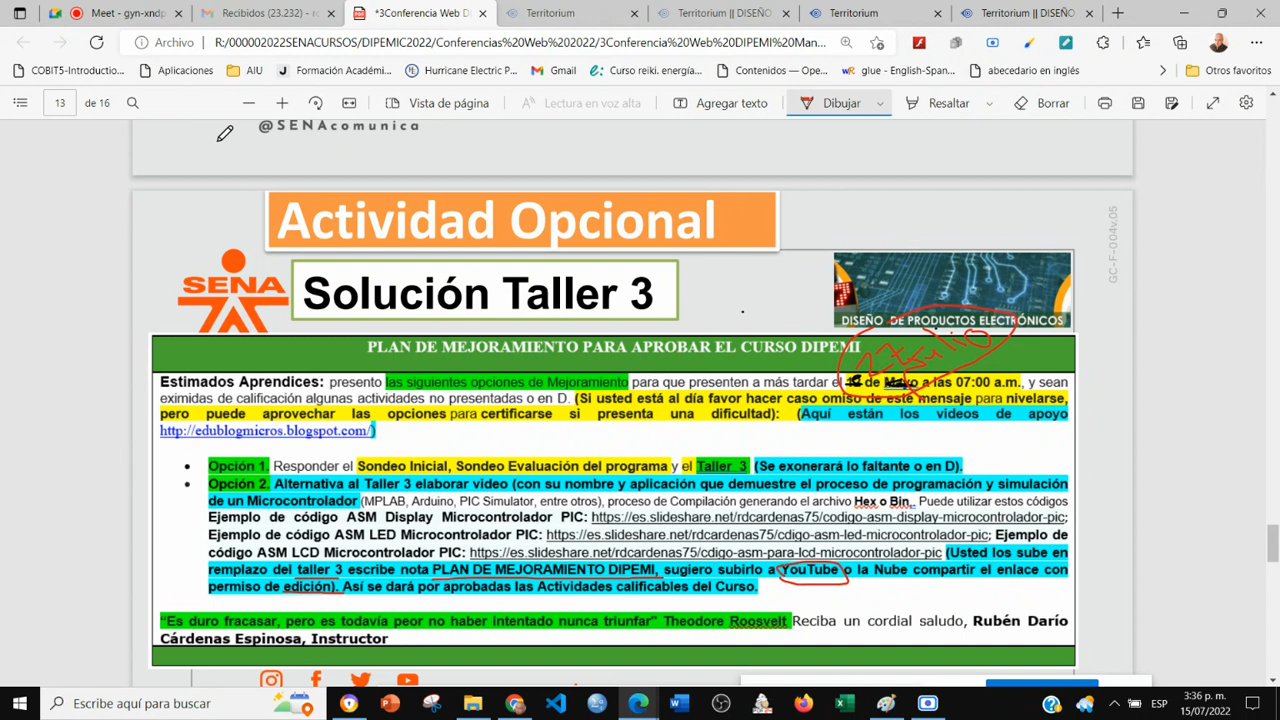 Meet - gyn-xndp
Recibidos (23.232) - r
*3Conferencia Web D
Territorium
Territorium || DISEÑO
Territorium
Territorium || DISEÑO
Archivo
R:/000002022SENACURSOS/DIPEMIC2022/Conferencias%20Web%202022/3Conferencia%20Web%20DIPEMI%20Man...
COBIT5-Introductio...
Aplicaciones
AIU
Formación Académi...
Hurricane Electric P...
Gmail
Curso reiki. energía...
Contenidos — Ope...
glue - English-Span...
abecedario en inglés
Otros favoritos
13 de 16
Vista de página
Lectura en voz alta
Agregar texto
Dibujar
Resaltar
Borrar
@SENAcomunica
GC-F-004v.05
Actividad Opcional
SENA
Solución Taller 3
DISEÑO DE PRODUCTOS ELECTRÓNICOS
27 Julio
PLAN DE MEJORAMIENTO PARA APROBAR EL CURSO DIPEMI
Estimados Aprendices: presento las siguientes opciones de Mejoramiento para que presenten a más tardar el de Mayo a las 07:00 a.m., y sean
eximidas de calificación algunas actividades no presentadas o en D. (Si usted está al día favor hacer caso omiso de este mensaje para nivelarse,
pero puede aprovechar las opciones para certificarse si presenta una dificultad): (Aquí están los videos de apoyo
http://edublogmicros.blogspot.com/)
• Opción 1. Responder el Sondeo Inicial, Sondeo Evaluación del programa y el Taller 3 (Se exonerará lo faltante o en D).
• Opción 2. Alternativa al Taller 3 elaborar video (con su nombre y aplicación que demuestre el proceso de programación y simulación
de un Microcontrolador (MPLAB, Arduino, PIC Simulator, entre otros), proceso de Compilación generando el archivo Hex o Bin. Puede utilizar estos códigos
Ejemplo de código ASM Display Microcontrolador PIC: https://es.slideshare.net/rdcardenas75/codigo-asm-display-microcontrolador-pic;
Ejemplo de código ASM LED Microcontrolador PIC: https://es.slideshare.net/rdcardenas75/cdigo-asm-led-microcontrolador-pic; Ejemplo de
código ASM LCD Microcontrolador PIC: https://es.slideshare.net/rdcardenas75/cdigo-asm-para-lcd-microcontrolador-pic (Usted los sube en
remplazo del taller 3 escribe nota PLAN DE MEJORAMIENTO DIPEMI, sugiero subirlo a YouTube o la Nube compartir el enlace con
permiso de edición). Así se dará por aprobadas las Actividades calificables del Curso.
“Es duro fracasar, pero es todavía peor no haber intentado nunca triunfar” Theodore Roosvelt Reciba un cordial saludo, Rubén Darío
Cárdenas Espinosa, Instructor
Escribe aquí para buscar
ESP
3:36 p. m.
15/07/2022